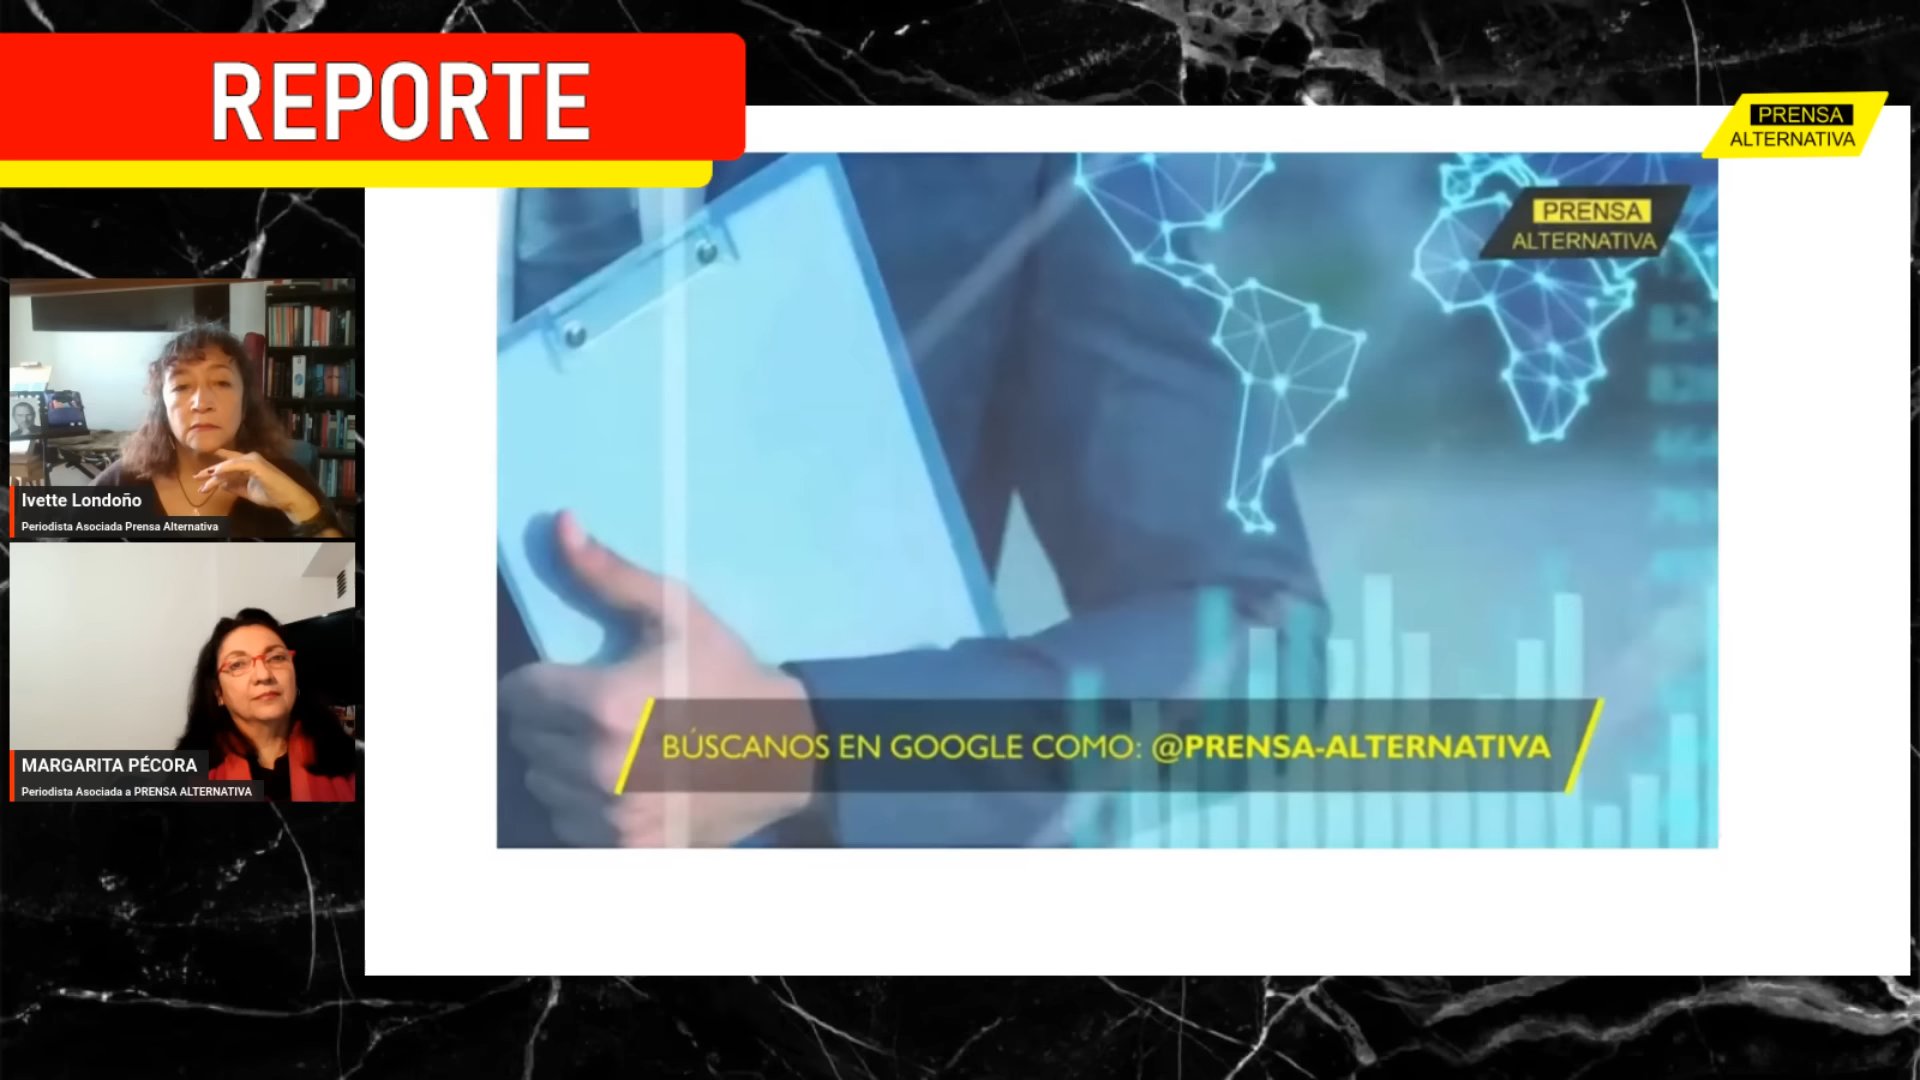 REPORTE
PRENSA
ALTERNATIVA
PRENSA
ALTERNATIVA
Ivette Londoño
Periodista Asociada Prensa Alternativa
BÚSCANOS EN GOOGLE COMO: @PRENSA-ALTERNATIVA
MARGARITA PÉCORA
Periodista Asociada a PRENSA ALTERNATIVA